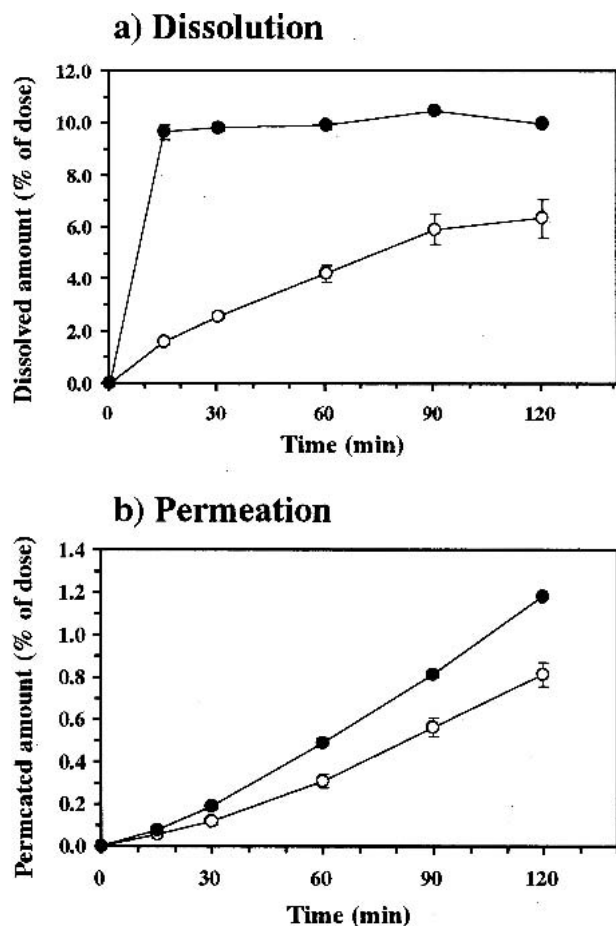 a) Dissolution
12.0
10.0
8.0
6.0
4.0
2.0
0.0
Dissolved amount (% of dose)
0 30 60 90 120
Time (min)
b) Permeation
1.4
1.2
1.0
0.8
0.6
0.4
0.2
0.0
Permeated amount (% of dose)
0 30 60 90 120
Time (min)